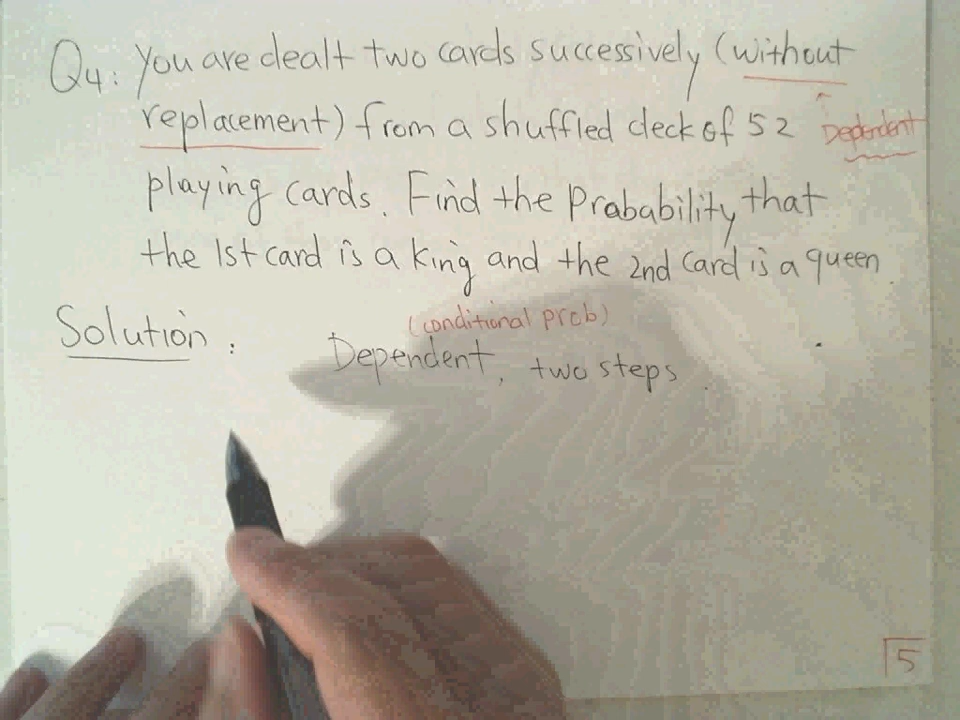 Q4: You are dealt two cards successively (without
replacement) from a shuffled deck of 52
Dependent
playing cards. Find the Probability that
the 1st card is a king and the 2nd card is a queen
Solution :
(conditional prob)
Dependent, two steps.
5